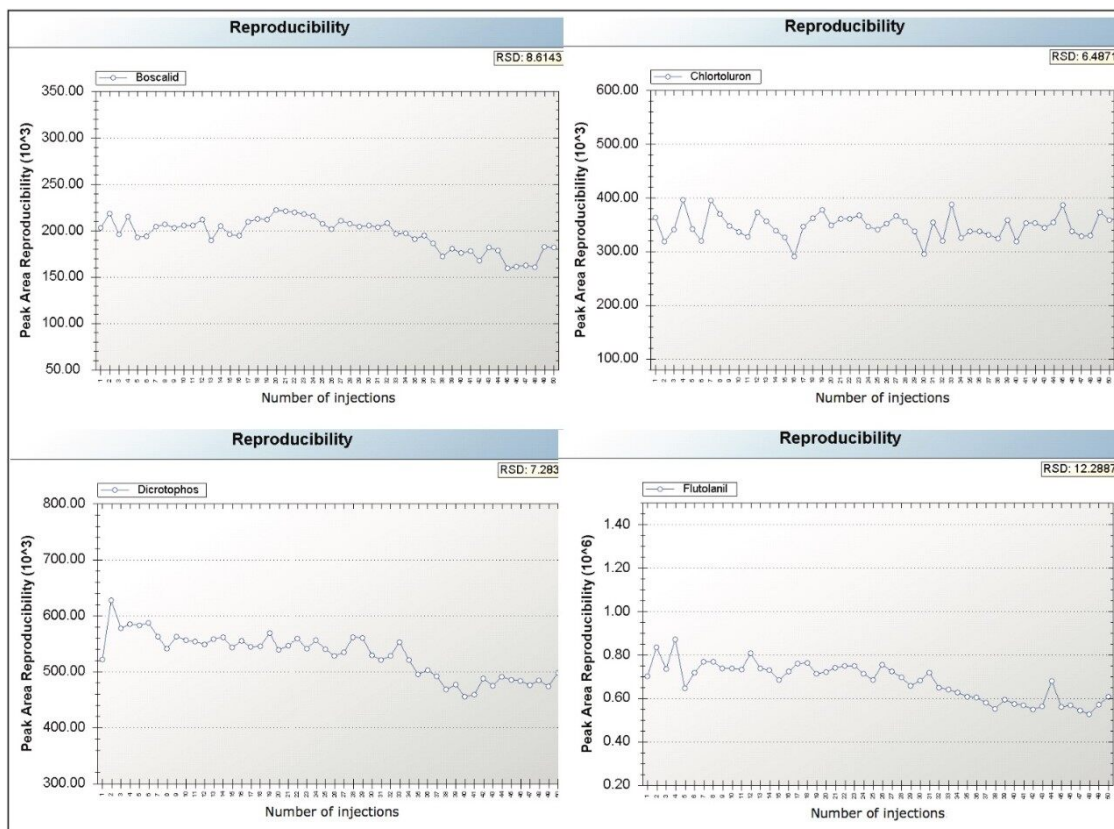 Reproducibility
RSD: 8.6143
Boscalid
350.00
300.00
250.00
200.00
150.00
100.00
50.00
Peak Area Reproducibility (10^3)
Number of injections
Reproducibility
RSD: 6.4871
Chlortoluron
600.00
500.00
400.00
300.00
200.00
100.00
Peak Area Reproducibility (10^3)
Number of injections
Reproducibility
RSD: 7.283
Dicrotophos
800.00
700.00
600.00
500.00
400.00
300.00
Peak Area Reproducibility (10^3)
Number of injections
Reproducibility
RSD: 12.2887
Flutolanil
1.40
1.20
1.00
0.80
0.60
0.40
0.20
Peak Area Reproducibility (10^6)
Number of injections